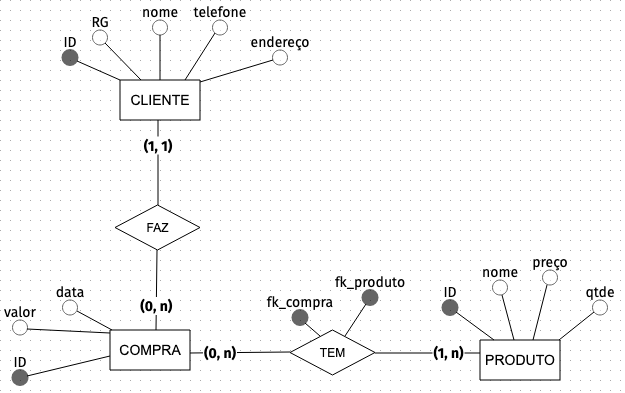 nome
telefone
RG
endereço
ID
CLIENTE
(1, 1)
FAZ
(0, n)
data
valor
ID
COMPRA
(0, n)
fk_compra
fk_produto
TEM
(1, n)
ID
nome
preço
qtde
PRODUTO